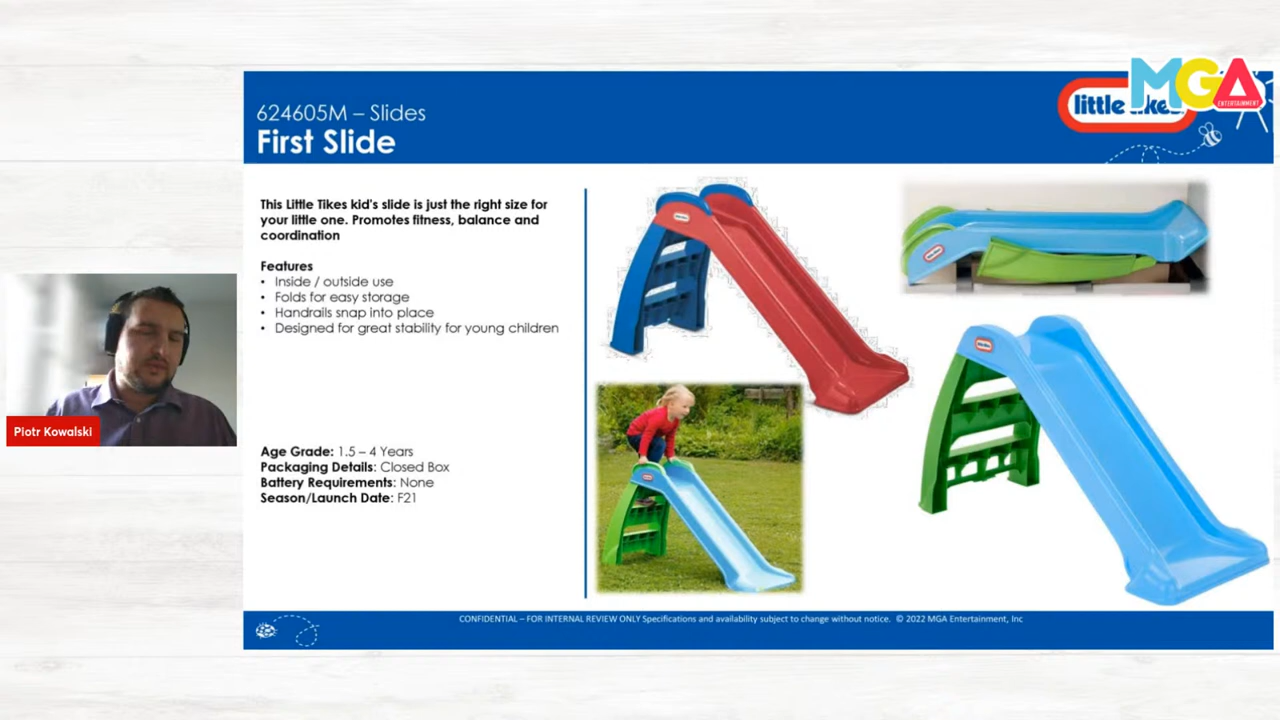 624605M – Slides
First Slide
little tikes
MGA
ENTERTAINMENT
This Little Tikes kid's slide is just the right size for
your little one. Promotes fitness, balance and
coordination
Features
• Inside / outside use
• Folds for easy storage
• Handrails snap into place
• Designed for great stability for young children
Piotr Kowalski
Age Grade: 1.5 – 4 Years
Packaging Details: Closed Box
Battery Requirements: None
Season/Launch Date: F21
CONFIDENTIAL – FOR INTERNAL REVIEW ONLY Specifications and availability subject to change without notice. © 2022 MGA Entertainment, Inc